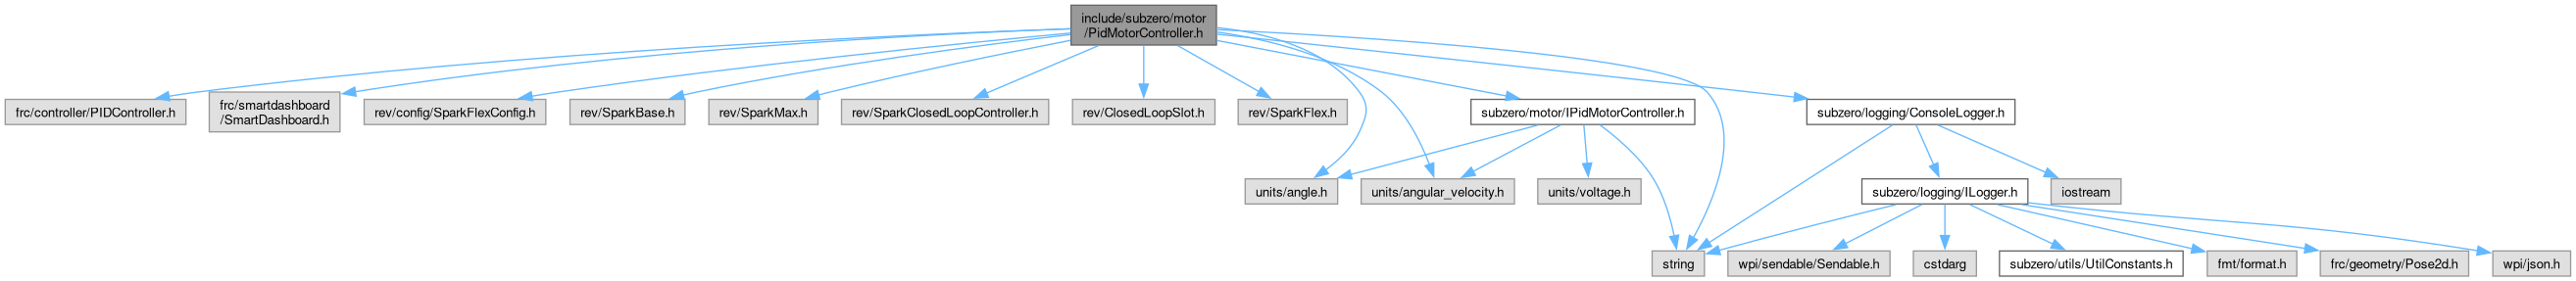 include/subzero/motor
/PidMotorController.h
frc/controller/PIDController.h
frc/smartdashboard
/SmartDashboard.h
rev/config/SparkFlexConfig.h
rev/SparkBase.h
rev/SparkMax.h
rev/SparkClosedLoopController.h
rev/ClosedLoopSlot.h
rev/SparkFlex.h
subzero/motor/IPidMotorController.h
subzero/logging/ConsoleLogger.h
units/angle.h
units/angular_velocity.h
units/voltage.h
subzero/logging/ILogger.h
iostream
string
wpi/sendable/Sendable.h
cstdarg
subzero/utils/UtilConstants.h
fmt/format.h
frc/geometry/Pose2d.h
wpi/json.h